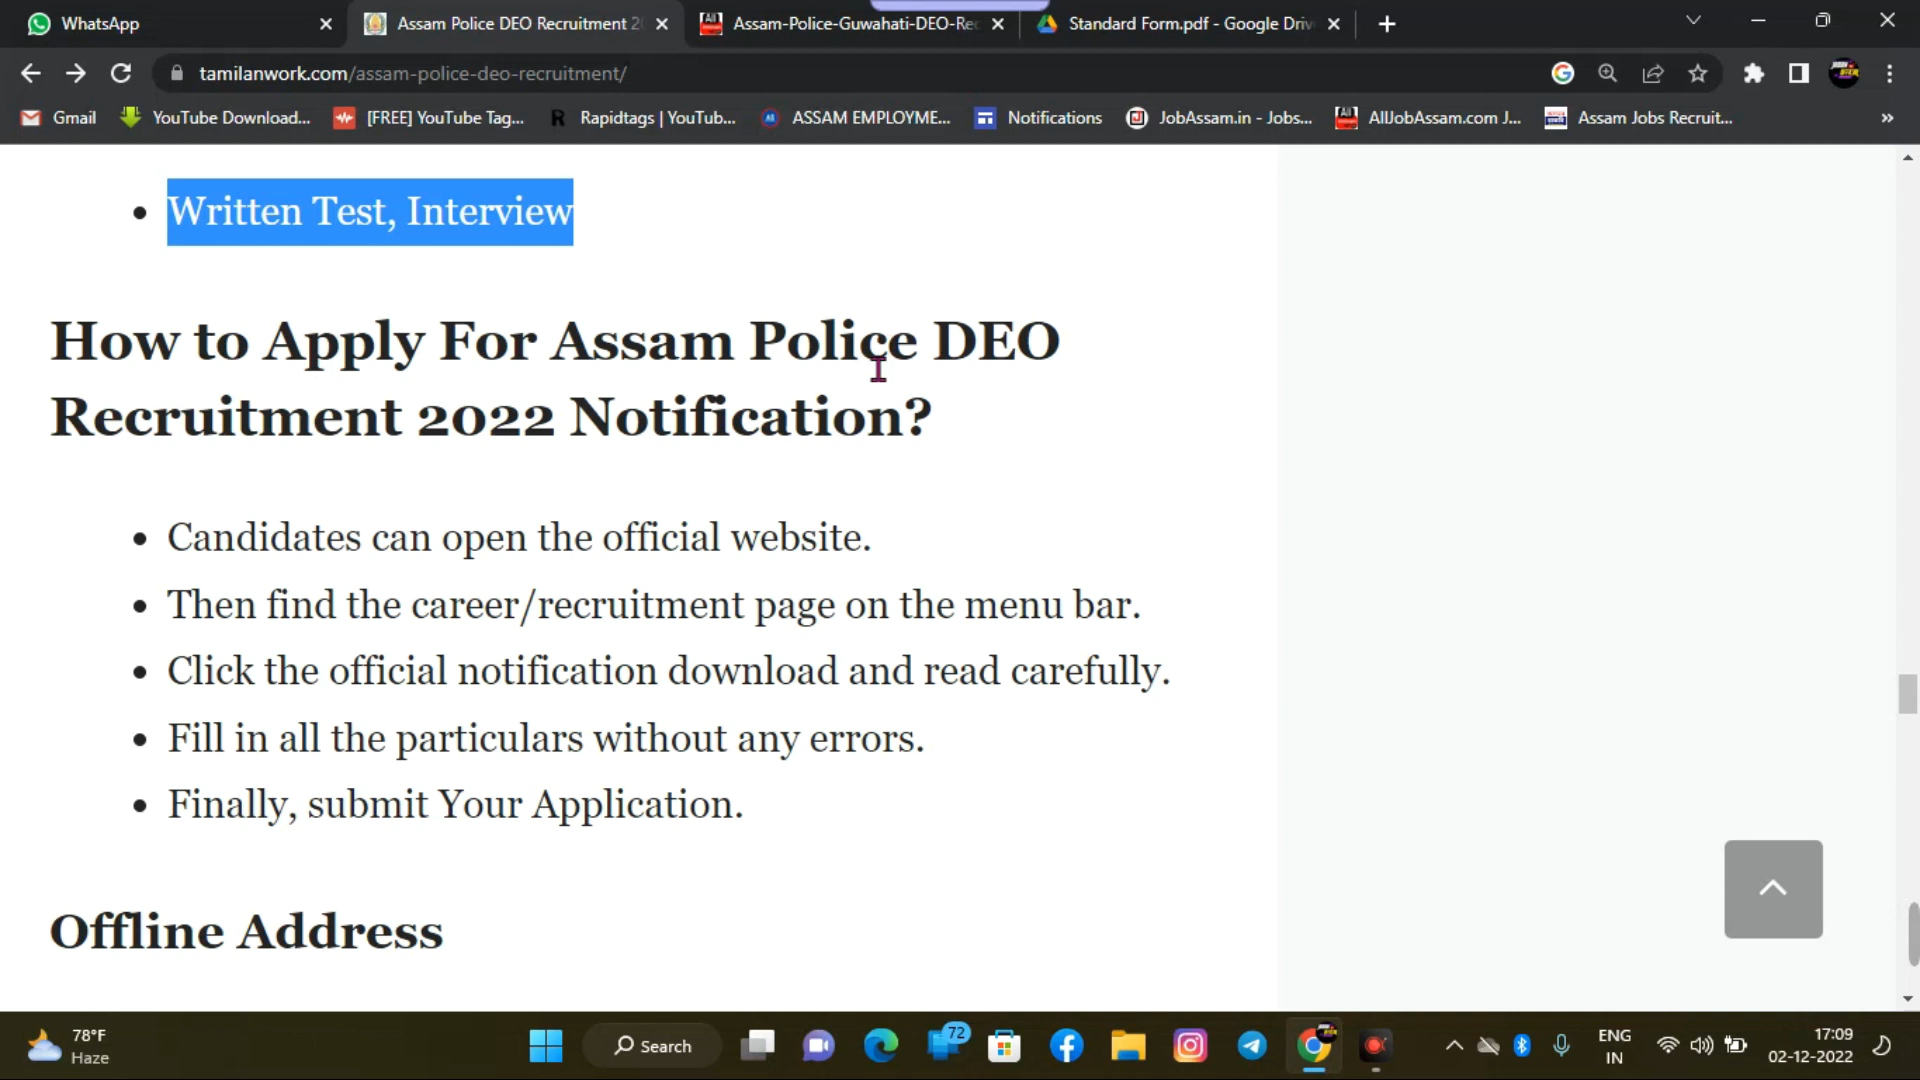 WhatsApp
Assam Police DEO Recruitment 2
Assam-Police-Guwahati-DEO-Re
Standard Form.pdf - Google Driv
tamilanwork.com/assam-police-deo-recruitment/
Gmail
YouTube Download...
[FREE] YouTube Tag...
R
Rapidtags | YouTub...
ASSAM EMPLOYME...
Notifications
JobAssam.in - Jobs...
AllJobAssam.com J...
Assam Jobs Recruit...
»
• Written Test, Interview
How to Apply For Assam Police DEO
Recruitment 2022 Notification?
• Candidates can open the official website.
• Then find the career/recruitment page on the menu bar.
• Click the official notification download and read carefully.
• Fill in all the particulars without any errors.
• Finally, submit Your Application.
Offline Address
78°F
Haze
Search
72
ENG
IN
17:09
02-12-2022